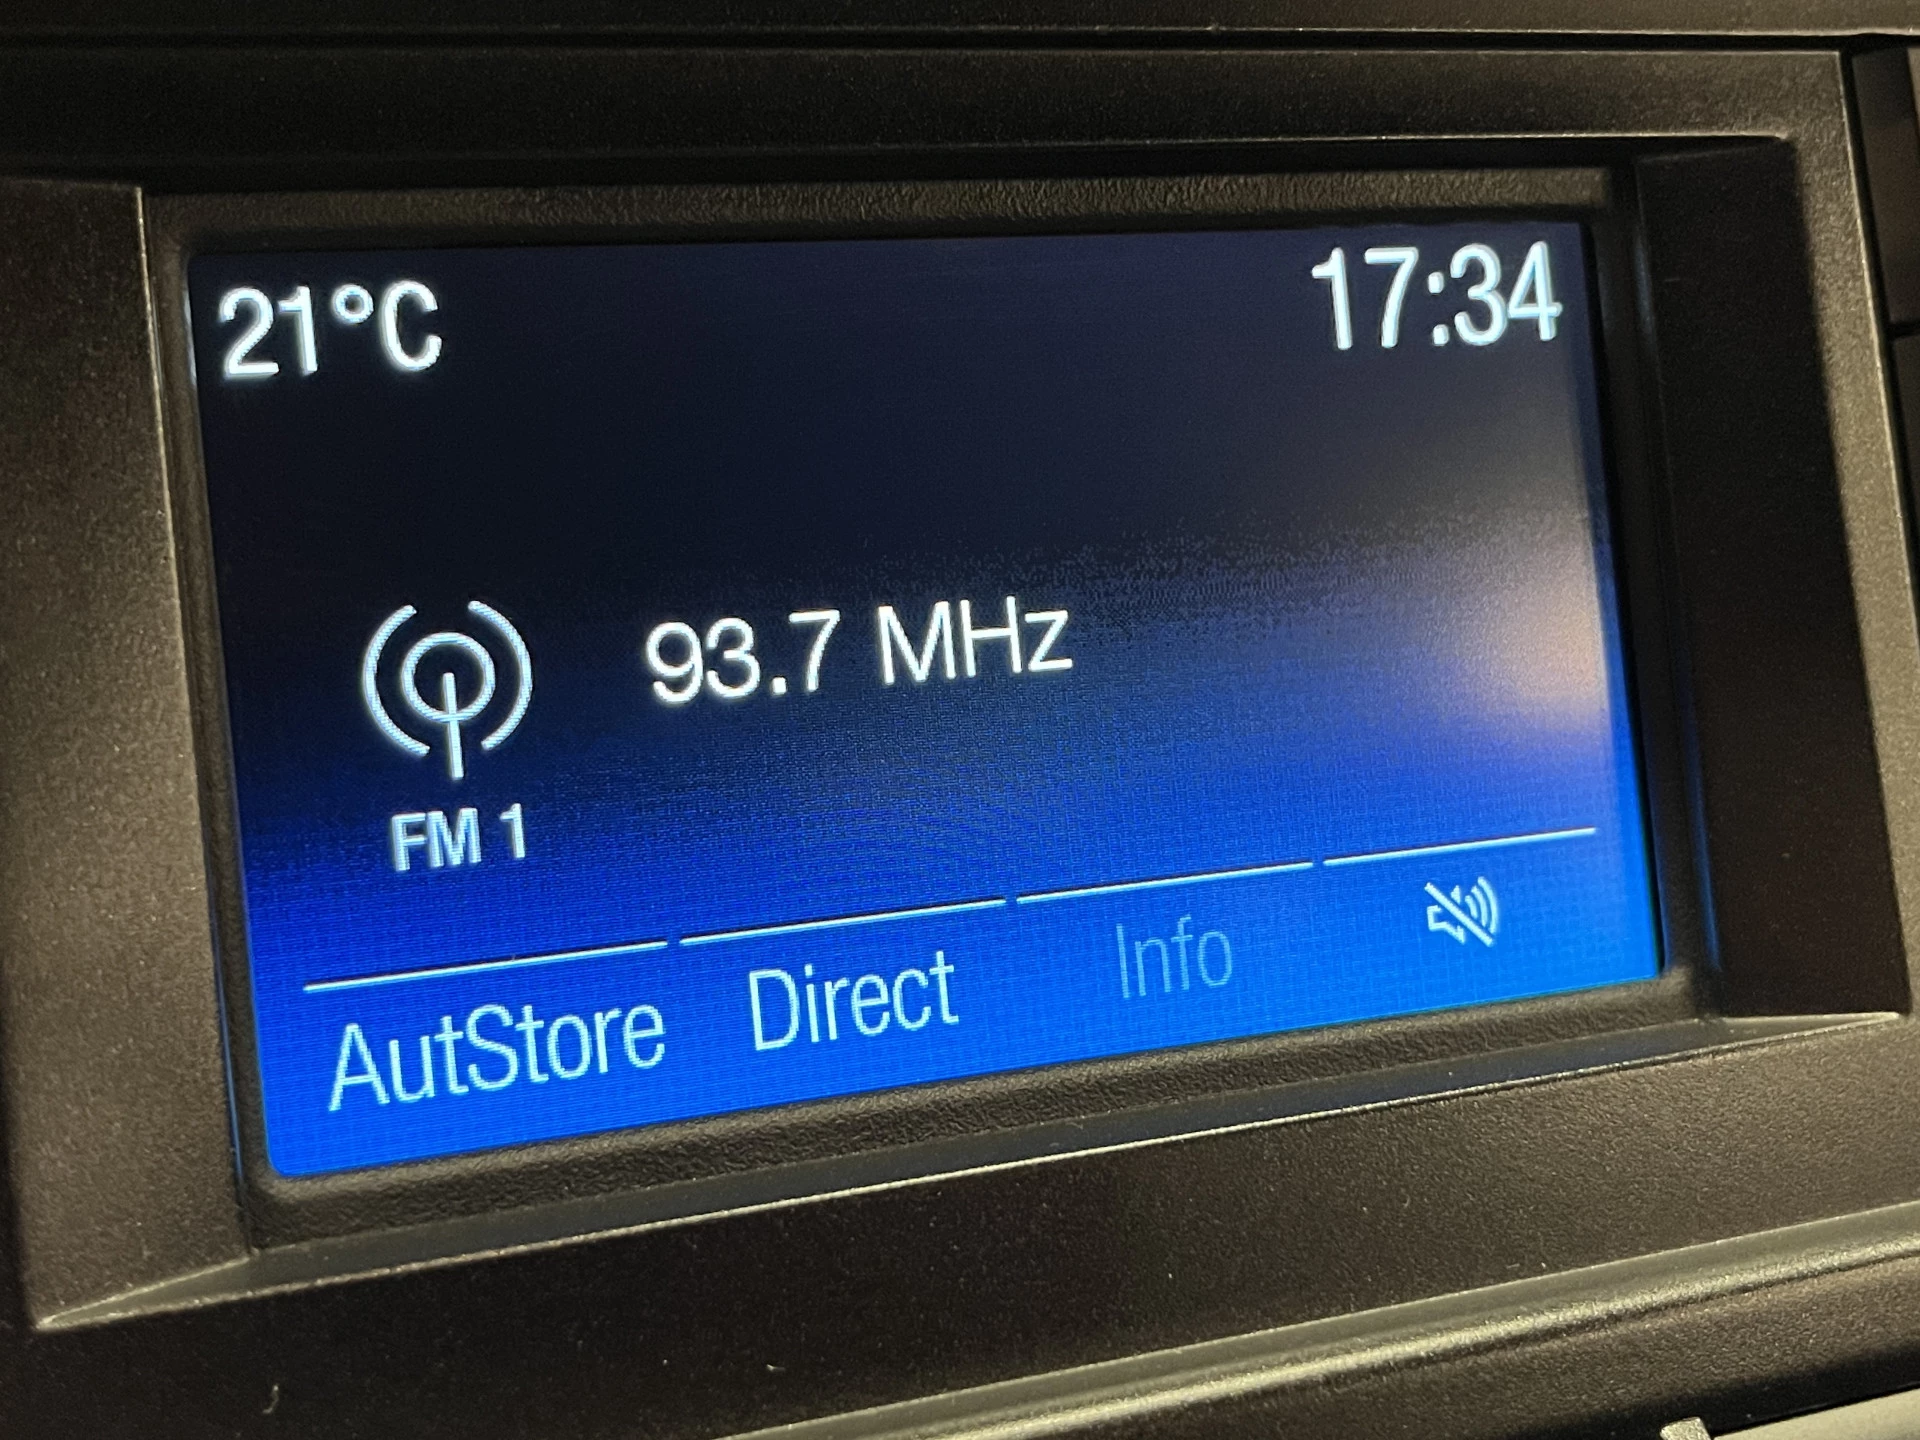 21°C 17:34
93.7 MHz
FM 1
AutStore Direct Info